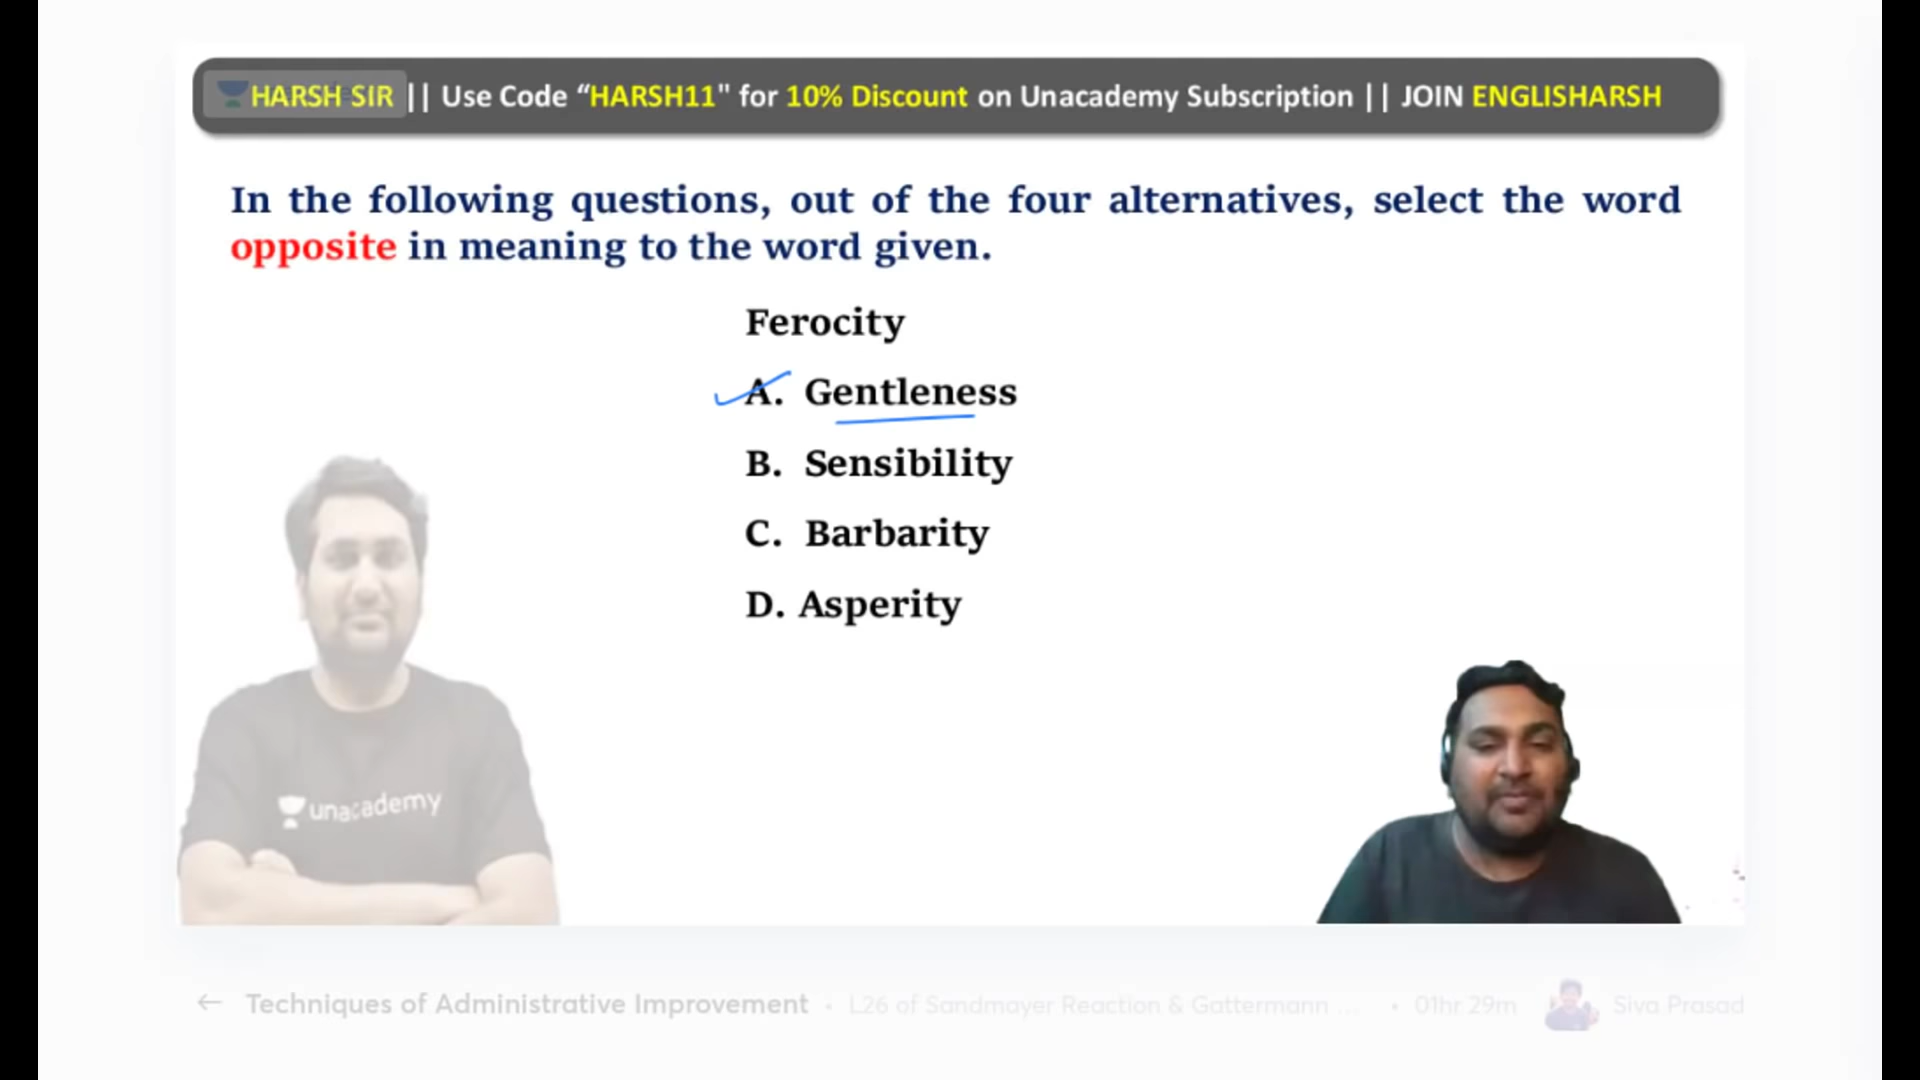 HARSH SIR || Use Code “HARSH11" for 10% Discount on Unacademy Subscription || JOIN ENGLISHARSH
In the following questions, out of the four alternatives, select the word
opposite in meaning to the word given.
Ferocity
A. Gentleness
B. Sensibility
C. Barbarity
D. Asperity
unacademy
← Techniques of Administrative Improvement • L26 of Sandmayer Reaction & Gattermann ... • 01hr 29m Siva Prasad